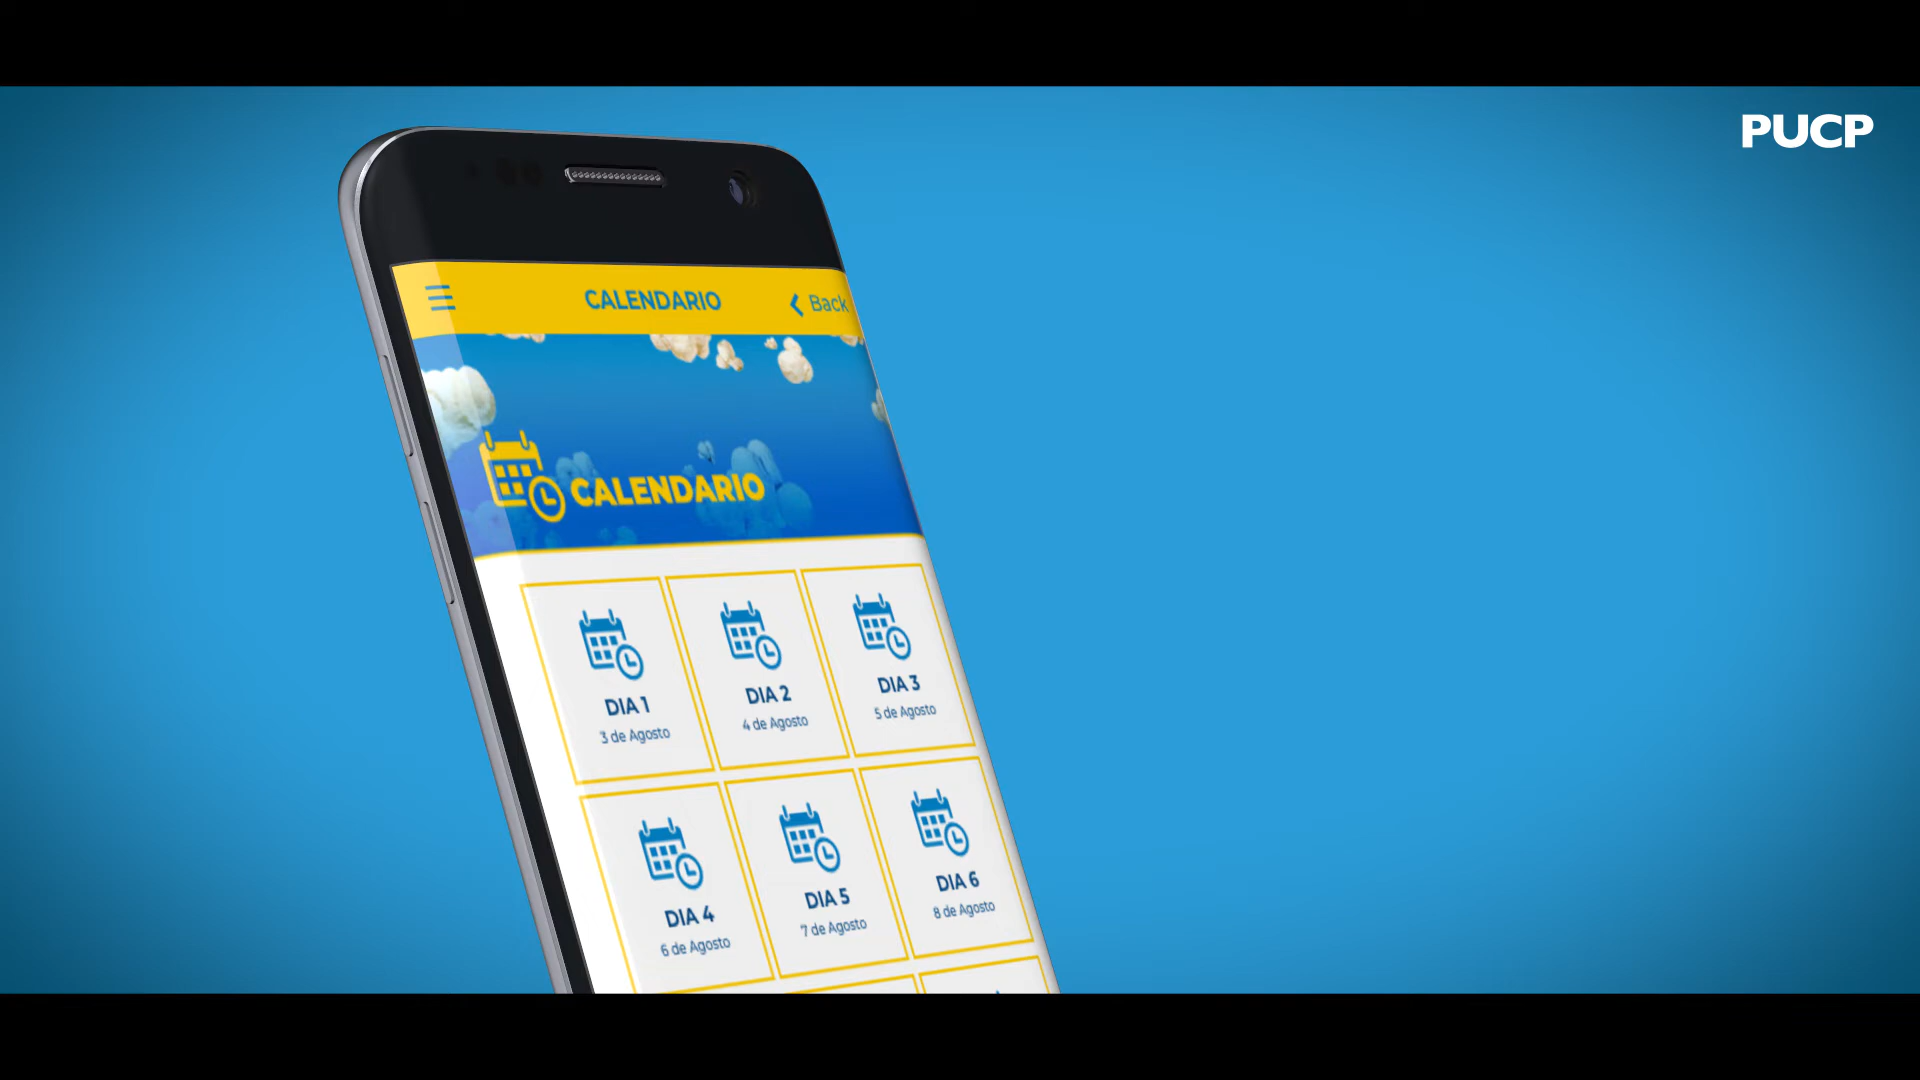 PUCP
CALENDARIO
Back
CALENDARIO
DIA 1
3 de Agosto
DIA 2
4 de Agosto
DIA 3
5 de Agosto
DIA 4
6 de Agosto
DIA 5
7 de Agosto
DIA 6
8 de Agosto